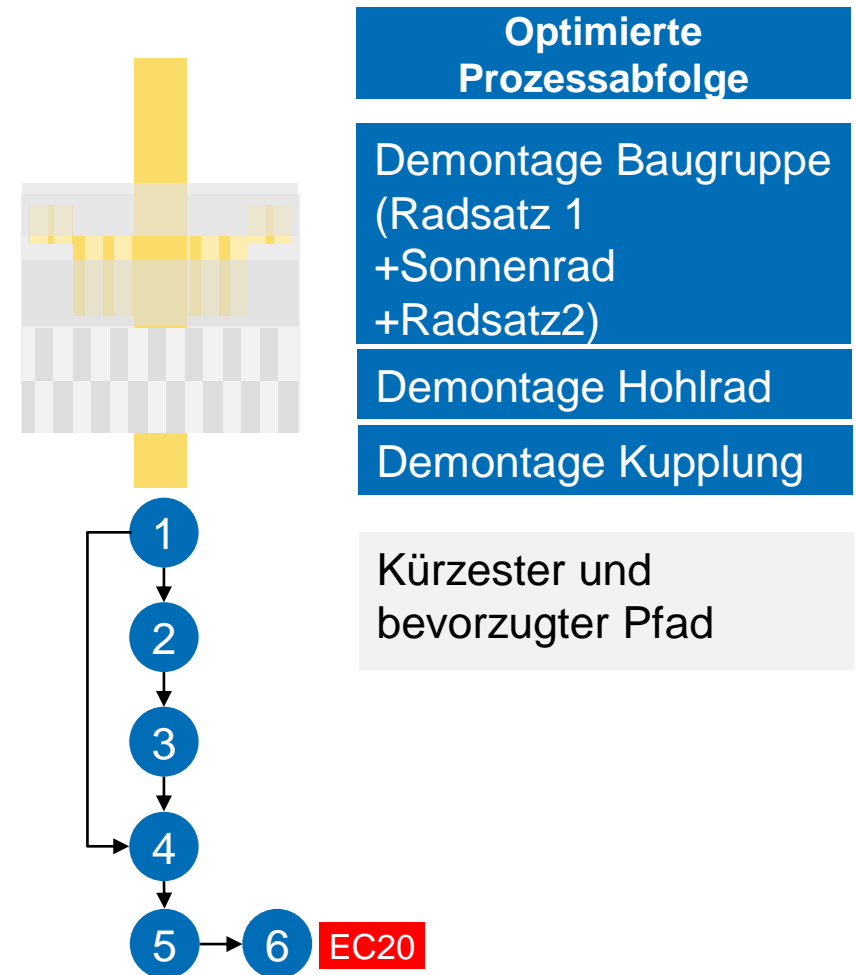 Optimierte
Prozessabfolge
Demontage Baugruppe
(Radsatz 1
+Sonnenrad
+Radsatz2)
Demontage Hohlrad
Demontage Kupplung
Kürzester und
bevorzugter Pfad
1
2
3
4
5
6
EC20